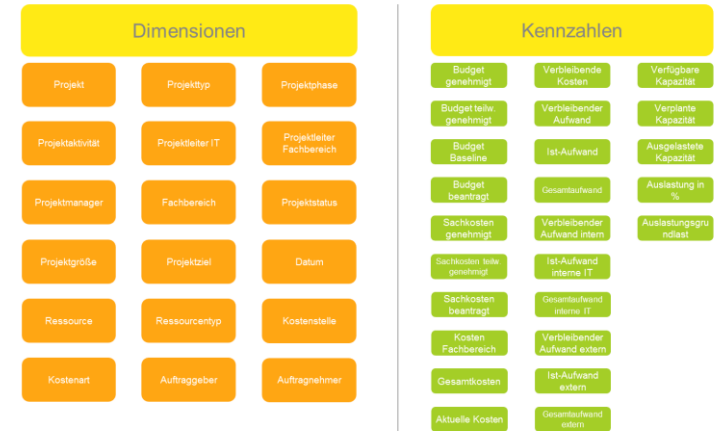 Dimensionen
Projekt
Projekttyp
Projektphase
Projektaktivität
Projektleiter IT
Projektleiter
Fachbereich
Projektmanager
Fachbereich
Projektstatus
Projektgröße
Projektziel
Datum
Ressource
Ressourcentyp
Kostenstelle
Kostenart
Auftraggeber
Auftragnehmer
Kennzahlen
Budget
genehmigt
Verbleibende
Kosten
Verfügbare
Kapazität
Budget teilw.
genehmigt
Verbleibender
Aufwand
Verplante
Kapazität
Budget
Baseline
Ist-Aufwand
Ausgelastete
Kapazität
Budget
beantragt
Gesamtaufwand
Auslastung in
%
Sachkosten
genehmigt
Verbleibender
Aufwand intern
Auslastungsgru
ndlast
Sachkosten teilw.
genehmigt
Ist-Aufwand
interne IT
Sachkosten
beantragt
Gesamtaufwand
interne IT
Kosten
Fachbereich
Verbleibender
Aufwand extern
Gesamtkosten
Ist-Aufwand
extern
Aktuelle Kosten
Gesamtaufwand
extern